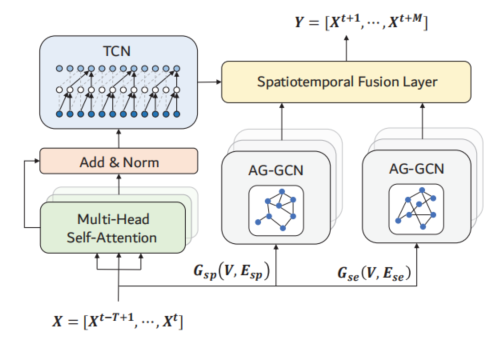 Y = [X^{t+1}, ⋯, X^{t+M}]
TCN
Spatiotemporal Fusion Layer
Add & Norm
AG-GCN
AG-GCN
Multi-Head
Self-Attention
G_{sp}(V, E_{sp})
G_{se}(V, E_{se})
X = [X^{t−T+1}, ⋯, X^{t}]